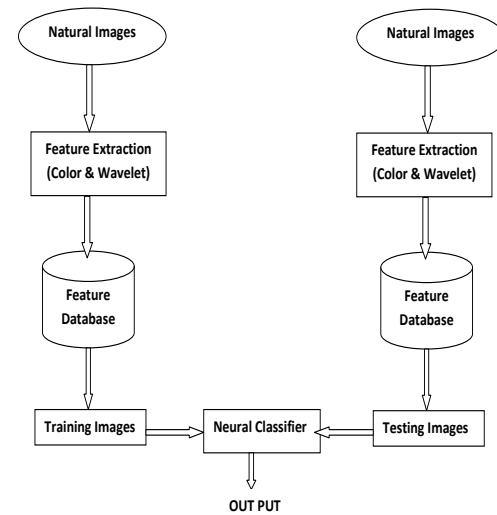 Natural Images
Natural Images
Feature Extraction
(Color & Wavelet)
Feature Extraction
(Color & Wavelet)
Feature
Database
Feature
Database
Training Images
Neural Classifier
Testing Images
OUT PUT